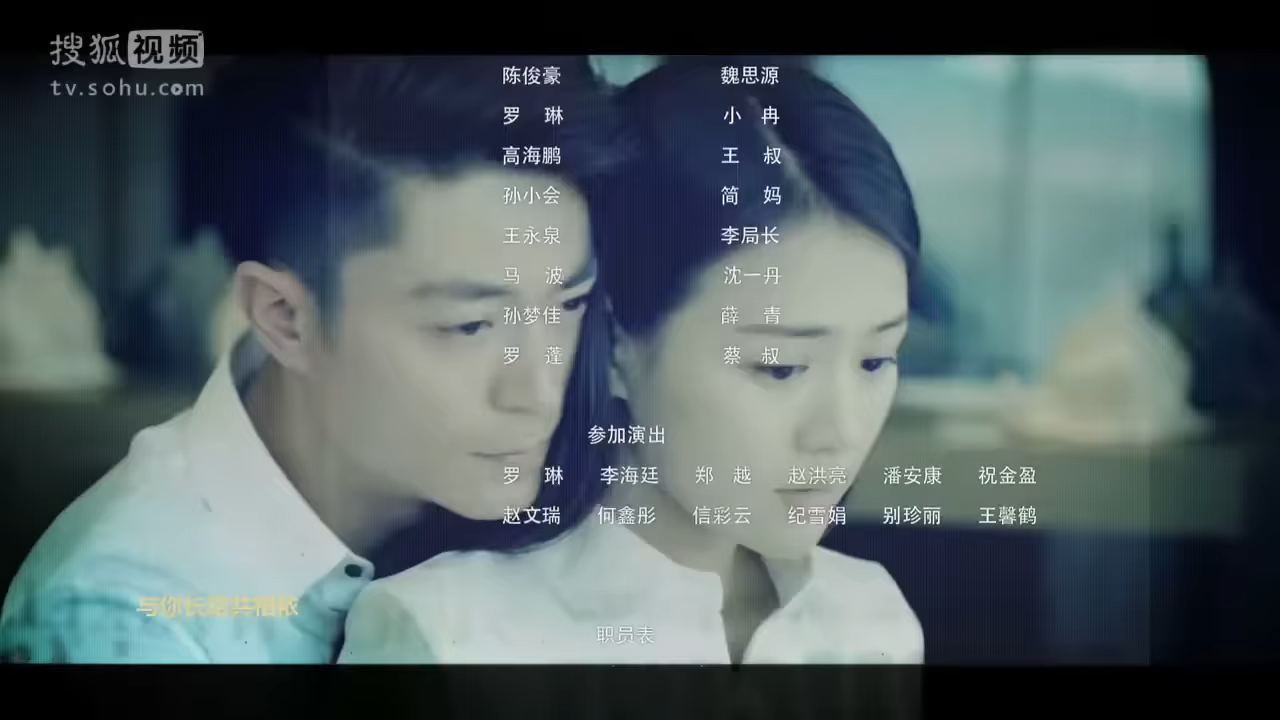 搜狐视频
tv.sohu.com
陈俊豪 魏思源
罗 琳 小 冉
高海鹏 王 叔
孙小会 简 妈
王永泉 李局长
马 波 沈一丹
孙梦佳 薛 青
罗 蓬 蔡 叔
参加演出
罗 琳 李海廷 郑 越 赵洪亮 潘安康 祝金盈
赵文瑞 何鑫彤 信彩云 纪雪娟 别珍丽 王馨鹤
与你长是共相依
职员表